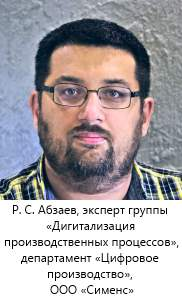 Р. С. Абзаев, эксперт группы
«Дигитализация
производственных процессов»,
департамент «Цифровое
производство»,
ООО «Сименс»